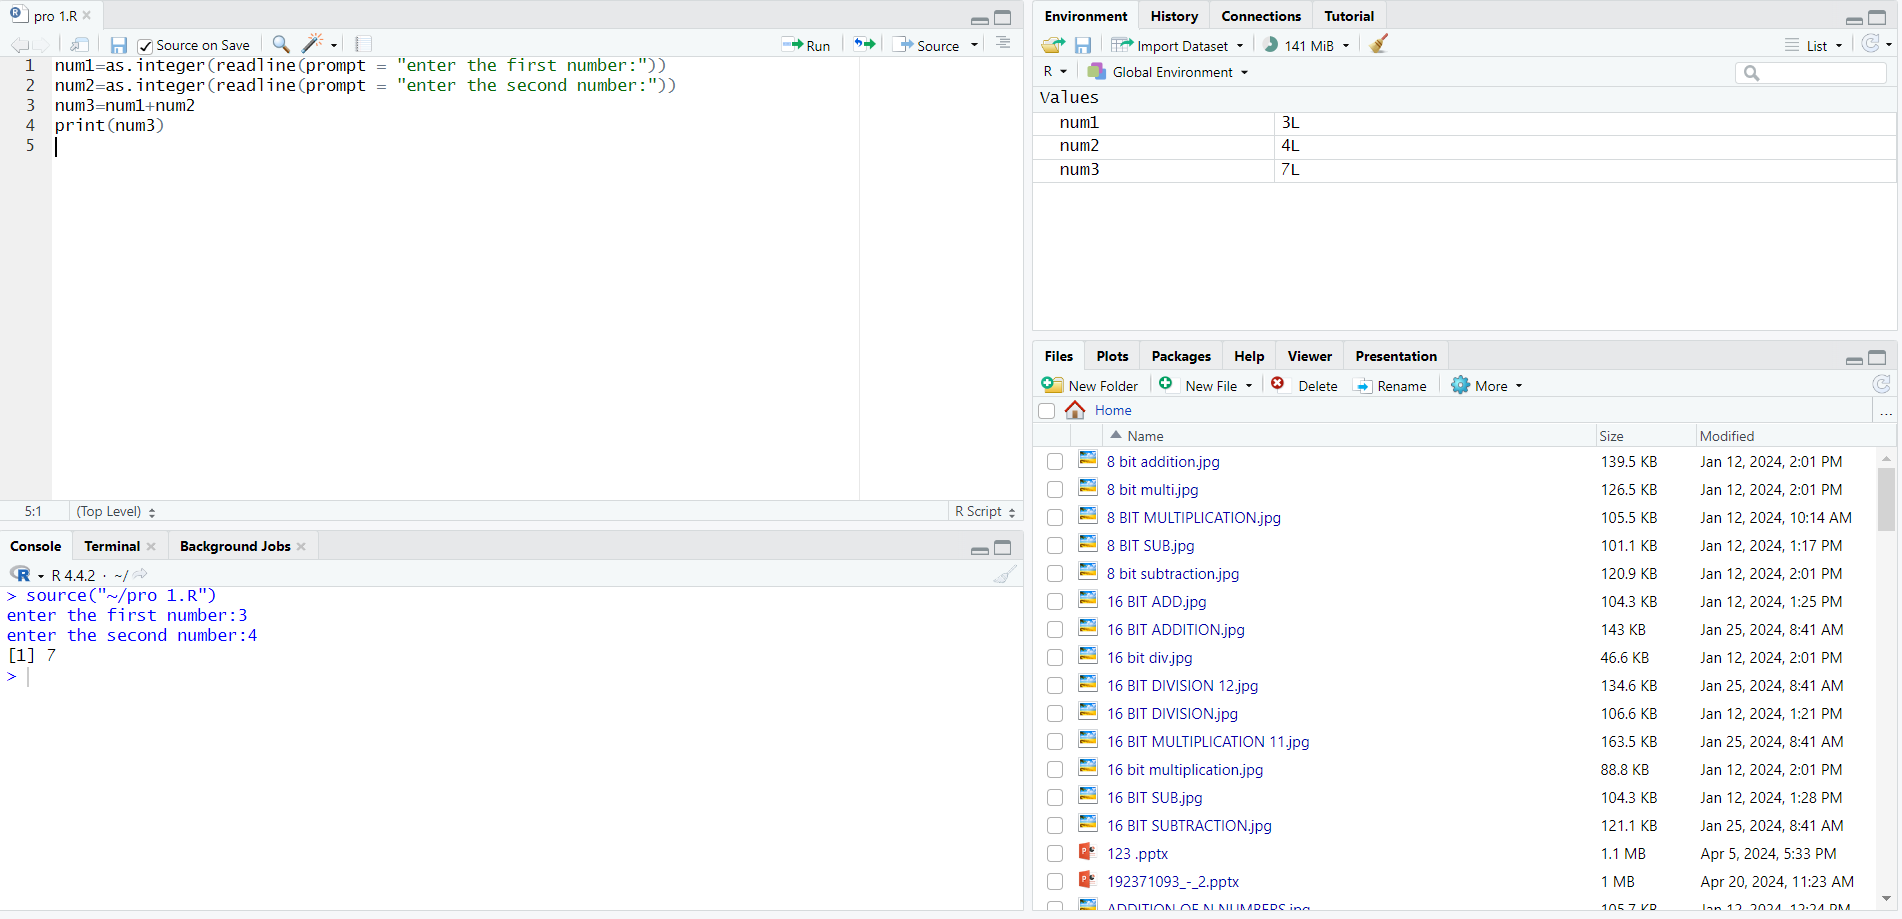 pro 1.R
Source on Save
Run
Source
1 num1=as.integer(readline(prompt = "enter the first number:"))
2 num2=as.integer(readline(prompt = "enter the second number:"))
3 num3=num1+num2
4 print(num3)
5
5:1 (Top Level) R Script
Console Terminal Background Jobs
R 4.4.2 · ~/
> source("~/pro 1.R")
enter the first number:3
enter the second number:4
[1] 7
>
Environment History Connections Tutorial
Import Dataset 141 MiB List
R Global Environment
Values
num1 3L
num2 4L
num3 7L
Files Plots Packages Help Viewer Presentation
New Folder New File Delete Rename More
Home ...
Name Size Modified
8 bit addition.jpg 139.5 KB Jan 12, 2024, 2:01 PM
8 bit multi.jpg 126.5 KB Jan 12, 2024, 2:01 PM
8 BIT MULTIPLICATION.jpg 105.5 KB Jan 12, 2024, 10:14 AM
8 BIT SUB.jpg 101.1 KB Jan 12, 2024, 1:17 PM
8 bit subtraction.jpg 120.9 KB Jan 12, 2024, 2:01 PM
16 BIT ADD.jpg 104.3 KB Jan 12, 2024, 1:25 PM
16 BIT ADDITION.jpg 143 KB Jan 25, 2024, 8:41 AM
16 bit div.jpg 46.6 KB Jan 12, 2024, 2:01 PM
16 BIT DIVISION 12.jpg 134.6 KB Jan 25, 2024, 8:41 AM
16 BIT DIVISION.jpg 106.6 KB Jan 12, 2024, 1:21 PM
16 BIT MULTIPLICATION 11.jpg 163.5 KB Jan 25, 2024, 8:41 AM
16 bit multiplication.jpg 88.8 KB Jan 12, 2024, 2:01 PM
16 BIT SUB.jpg 104.3 KB Jan 12, 2024, 1:28 PM
16 BIT SUBTRACTION.jpg 121.1 KB Jan 25, 2024, 8:41 AM
123 .pptx 1.1 MB Apr 5, 2024, 5:33 PM
192371093_-_2.pptx 1 MB Apr 20, 2024, 11:23 AM
ADDITION OF N NUMBERS.jpg 105.7 KB Jan 12, 2024, 12:24 PM